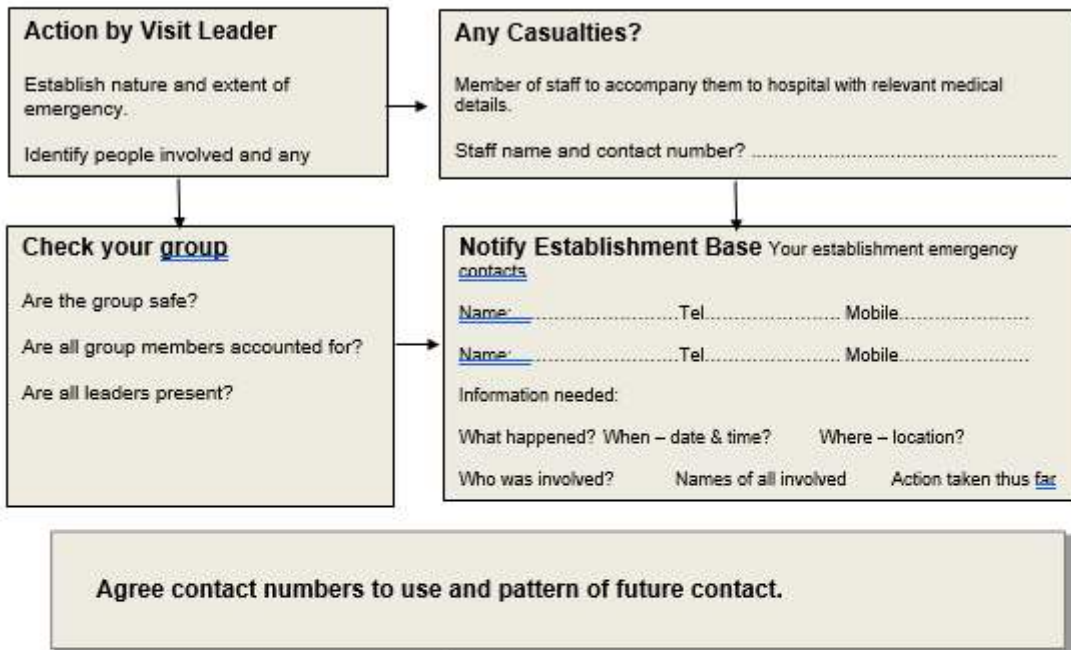 Action by Visit Leader
Establish nature and extent of
emergency.
Identify people involved and any
Any Casualties?
Member of staff to accompany them to hospital with relevant medical
details.
Staff name and contact number? ..........................................................
Check your group
Are the group safe?
Are all group members accounted for?
Are all leaders present?
Notify Establishment Base Your establishment emergency
contacts
Name:................................Tel......................... Mobile.........................
Name:................................Tel......................... Mobile.........................
Information needed:
What happened? When – date & time? Where – location?
Who was involved? Names of all involved Action taken thus far
Agree contact numbers to use and pattern of future contact.